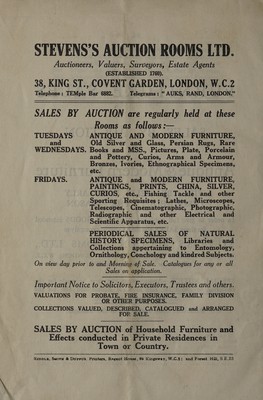 STEVENS'S AUCTION ROOMS LTD.
Auctioneers, Valuers, Surveyors, Estate Agents
(ESTABLISHED 1760).
38, KING ST., COVENT GARDEN, LONDON, W.C.2
Telephone: TEMple Bar 6882. Telegrams: "AUKS, RAND, LONDON."
SALES BY AUCTION are regularly held at these
Rooms as follows:—
TUESDAYS ANTIQUE AND MODERN FURNITURE,
and Old Silver and Glass, Persian Rugs, Rare
WEDNESDAYS. Books and MSS., Pictures, Plate, Porcelain
and Pottery, Curios, Arms and Armour,
Bronzes, Ivories, Ethnographical Specimens,
etc.
FRIDAYS. ANTIQUE and MODERN FURNITURE,
PAINTINGS, PRINTS, CHINA, SILVER,
CURIOS, etc., Fishing Tackle and other
Sporting Requisites; Lathes, Microscopes,
Telescopes, Cinematographic, Photographic,
Radiographic and other Electrical and
Scientific Apparatus, etc.
PERIODICAL SALES OF NATURAL
HISTORY SPECIMENS, Libraries and
Collections appertaining to Entomology,
Ornithology, Conchology and kindred Subjects.
On view day prior to and Morning of Sale. Catalogues for any or all
Sales on application.
Important Notice to Solicitors, Executors, Trustees and others.
VALUATIONS FOR PROBATE, FIRE INSURANCE, FAMILY DIVISION
OR OTHER PURPOSES.
COLLECTIONS VALUED, DESCRIBED, CATALOGUED and ARRANGED
FOR SALE.
SALES BY AUCTION of Household Furniture and
Effects conducted in Private Residences in
Town or Country.
Printers, Regent House, Kingsway, W.C.2; and Forest Hill, S.E.23